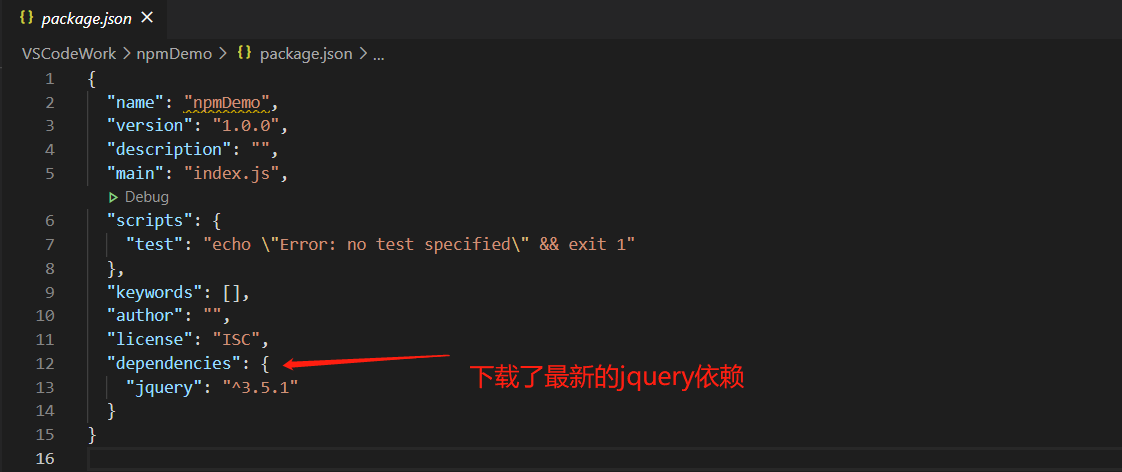 {} package.json ×
VSCodeWork > npmDemo > {} package.json > ...
1 {
2 "name": "npmDemo",
3 "version": "1.0.0",
4 "description": "",
5 "main": "index.js",
▷ Debug
6 "scripts": {
7 "test": "echo \"Error: no test specified\" && exit 1"
8 },
9 "keywords": [],
10 "author": "",
11 "license": "ISC",
12 "dependencies": {
下载了最新的jquery依赖
13 "jquery": "^3.5.1"
14 }
15 }
16